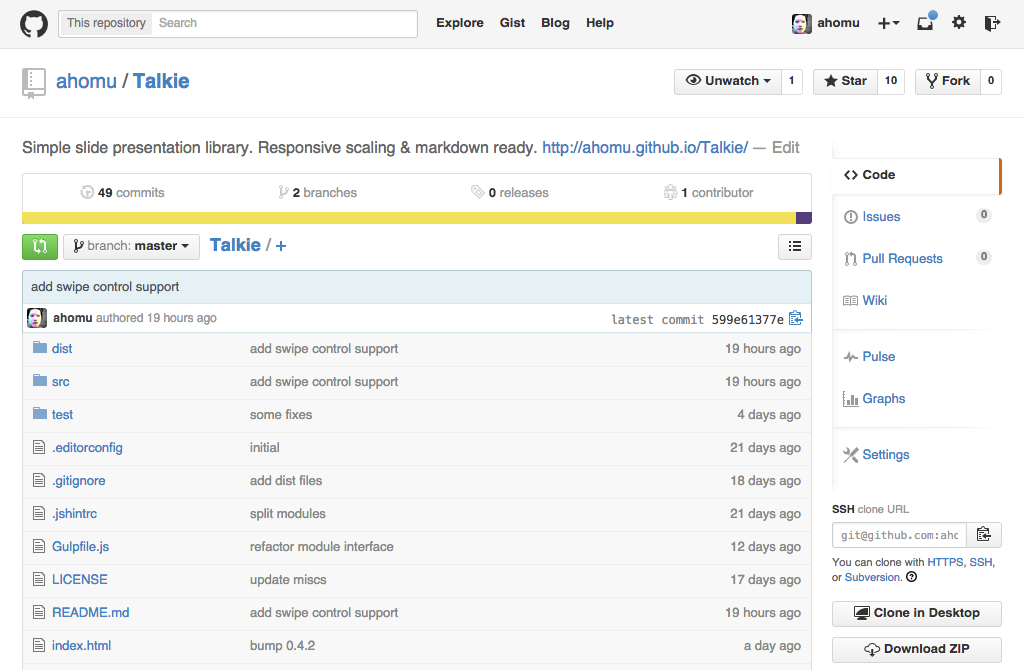 This repository Search Explore Gist Blog Help ahomu
ahomu / Talkie Unwatch 1 Star 10 Fork 0
Simple slide presentation library. Responsive scaling & markdown ready. http://ahomu.github.io/Talkie/ — Edit
49 commits 2 branches 0 releases 1 contributor
branch: master Talkie / +
add swipe control support
ahomu authored 19 hours ago latest commit 599e61377e
dist add swipe control support 19 hours ago
src add swipe control support 19 hours ago
test some fixes 4 days ago
.editorconfig initial 21 days ago
.gitignore add dist files 18 days ago
.jshintrc split modules 21 days ago
Gulpfile.js refactor module interface 12 days ago
LICENSE update miscs 17 days ago
README.md add swipe control support 19 hours ago
index.html bump 0.4.2 a day ago
Code
Issues 0
Pull Requests 0
Wiki
Pulse
Graphs
Settings
SSH clone URL
git@github.com:aho
You can clone with HTTPS, SSH,
or Subversion.
Clone in Desktop
Download ZIP